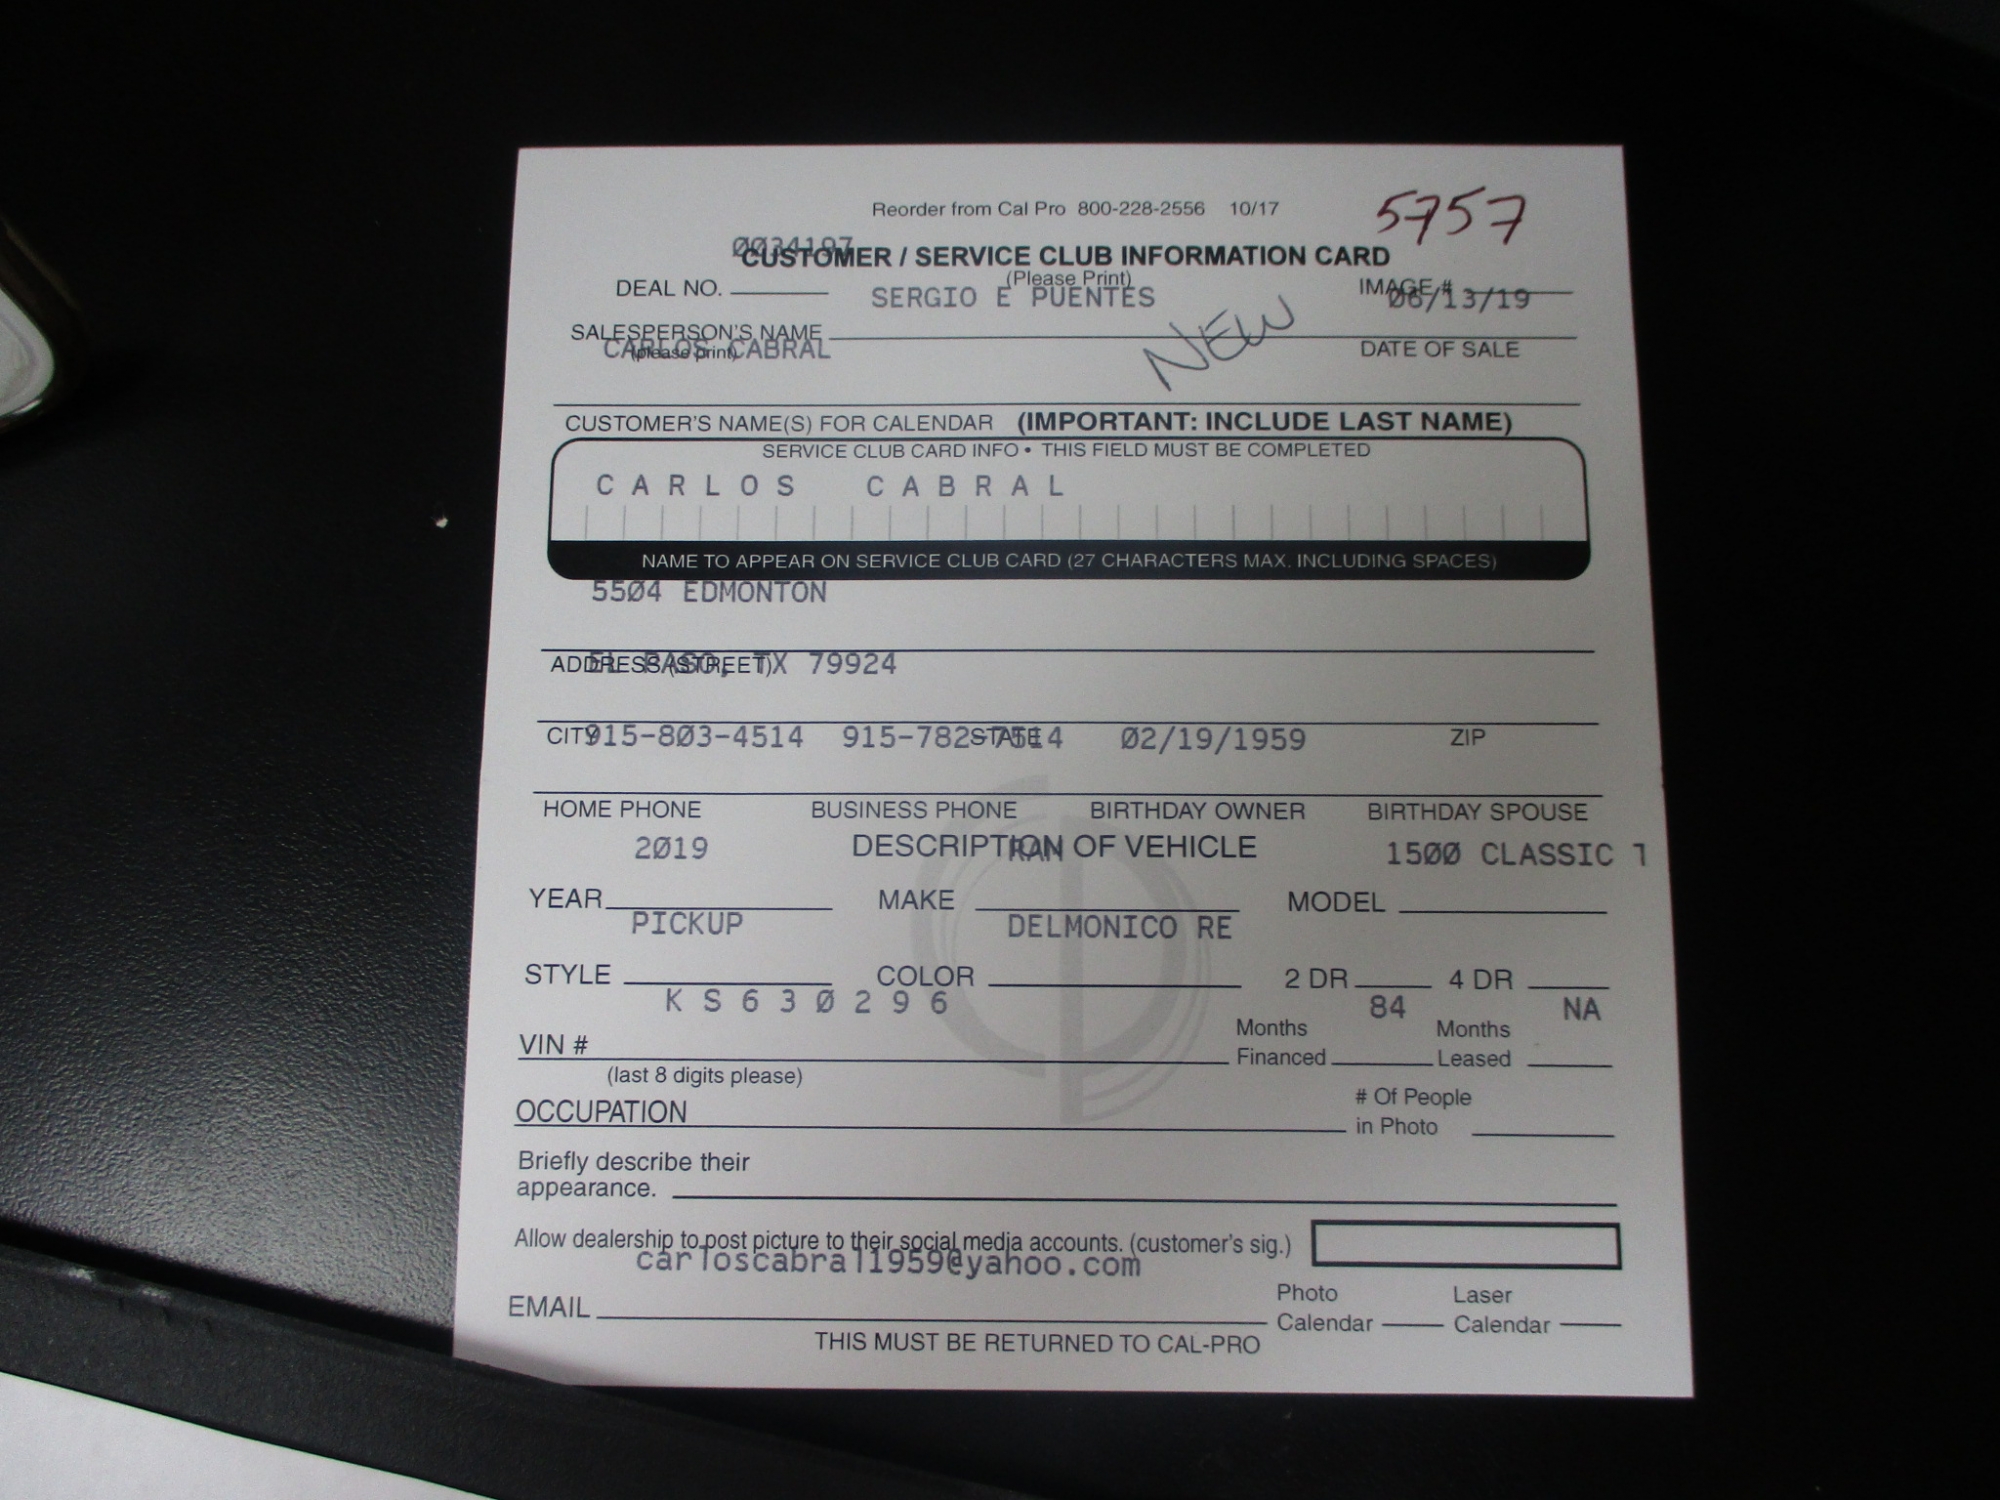 Reorder from Cal Pro 800-228-2556 10/17
5757
0034197
CUSTOMER / SERVICE CLUB INFORMATION CARD
(Please Print)
DEAL NO. SERGIO E PUENTES IMAGE # 06/13/19
NEW
SALESPERSON'S NAME
(please print) CARLOS CABRAL DATE OF SALE
CUSTOMER'S NAME(S) FOR CALENDAR (IMPORTANT: INCLUDE LAST NAME)
SERVICE CLUB CARD INFO • THIS FIELD MUST BE COMPLETED
CARLOS CABRAL
NAME TO APPEAR ON SERVICE CLUB CARD (27 CHARACTERS MAX. INCLUDING SPACES)
5504 EDMONTON
ADDRESS (STREET) EL PASO, TX 79924
CITY 915-803-4514 915-782-7514 STATE 02/19/1959 ZIP
HOME PHONE BUSINESS PHONE BIRTHDAY OWNER BIRTHDAY SPOUSE
2019 DESCRIPTION OF VEHICLE RAM 1500 CLASSIC T
YEAR MAKE MODEL
PICKUP DELMONICO RE
STYLE COLOR 2 DR 4 DR
KS630296 84 NA
VIN # Months Financed Months Leased
(last 8 digits please)
OCCUPATION # Of People in Photo
Briefly describe their
appearance.
Allow dealership to post picture to their social media accounts. (customer's sig.)
carloscabral1959@yahoo.com
EMAIL Photo Calendar Laser Calendar
THIS MUST BE RETURNED TO CAL-PRO